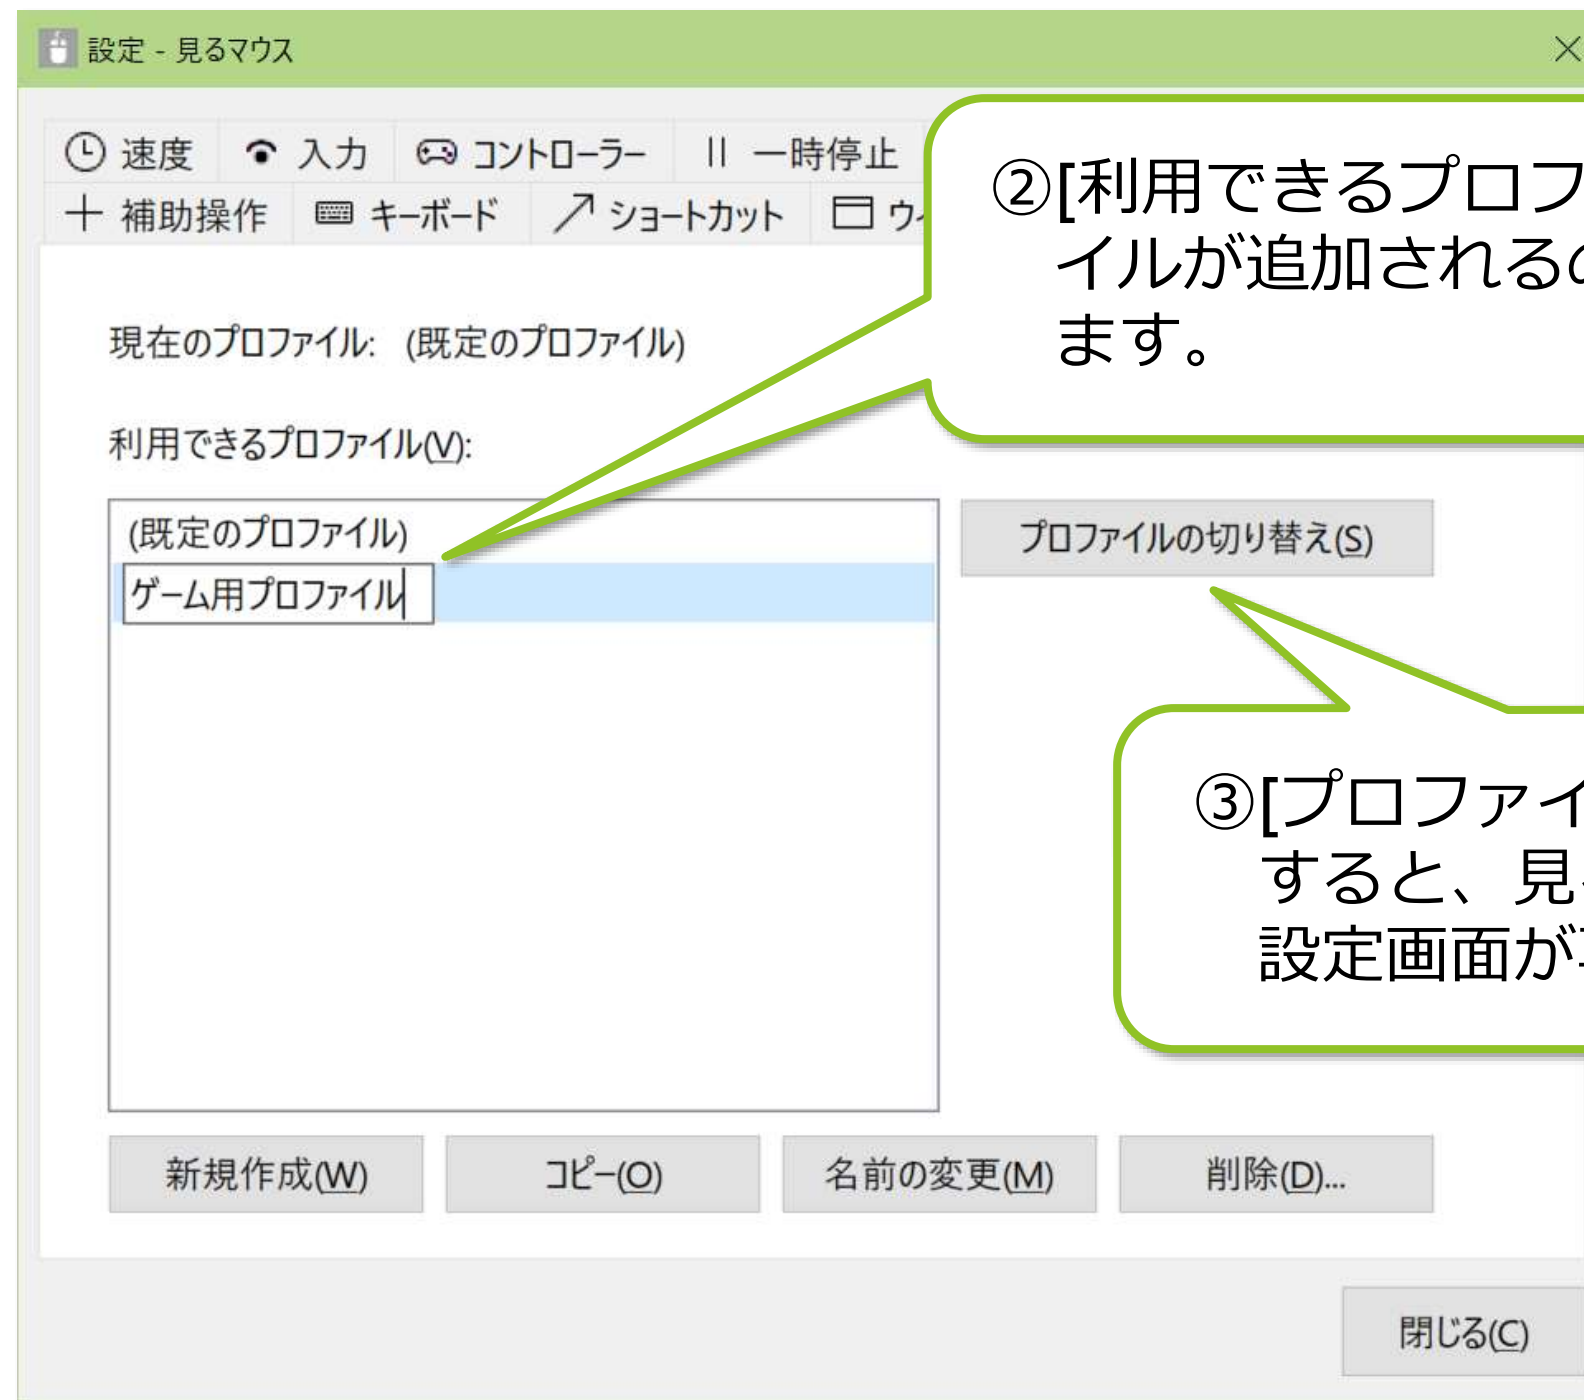 設定 - 見るマウス
速度 入力 コントローラー 一時停止
補助操作 キーボード ショートカット
②[利用できるプロフ
イルが追加されるの
ます。
現在のプロファイル: (既定のプロファイル)
利用できるプロファイル(V):
(既定のプロファイル)
ゲーム用プロファイル
プロファイルの切り替え(S)
③[プロファイ
すると、見
設定画面が
新規作成(W) コピー(O) 名前の変更(M) 削除(D)...
閉じる(C)